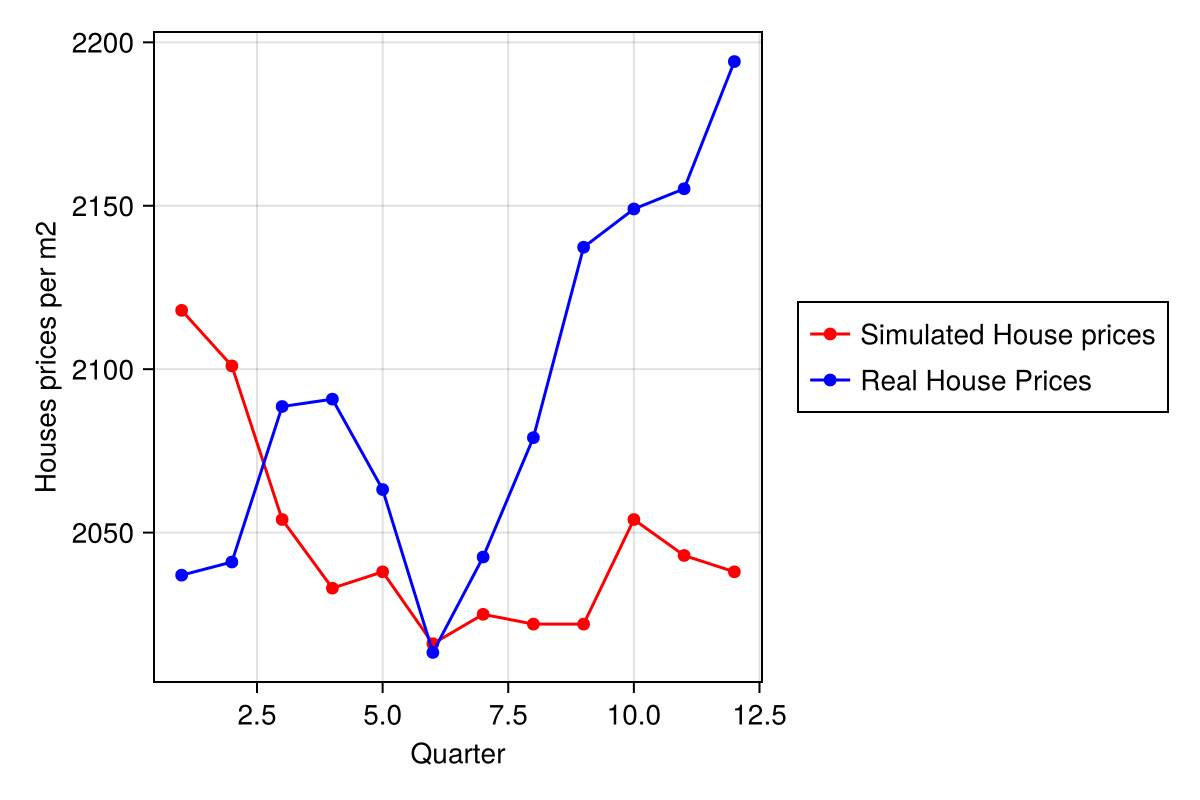 2200
2150
2100
2050
Houses prices per m2
2.5 5.0 7.5 10.0 12.5
Quarter
Simulated House prices
Real House Prices